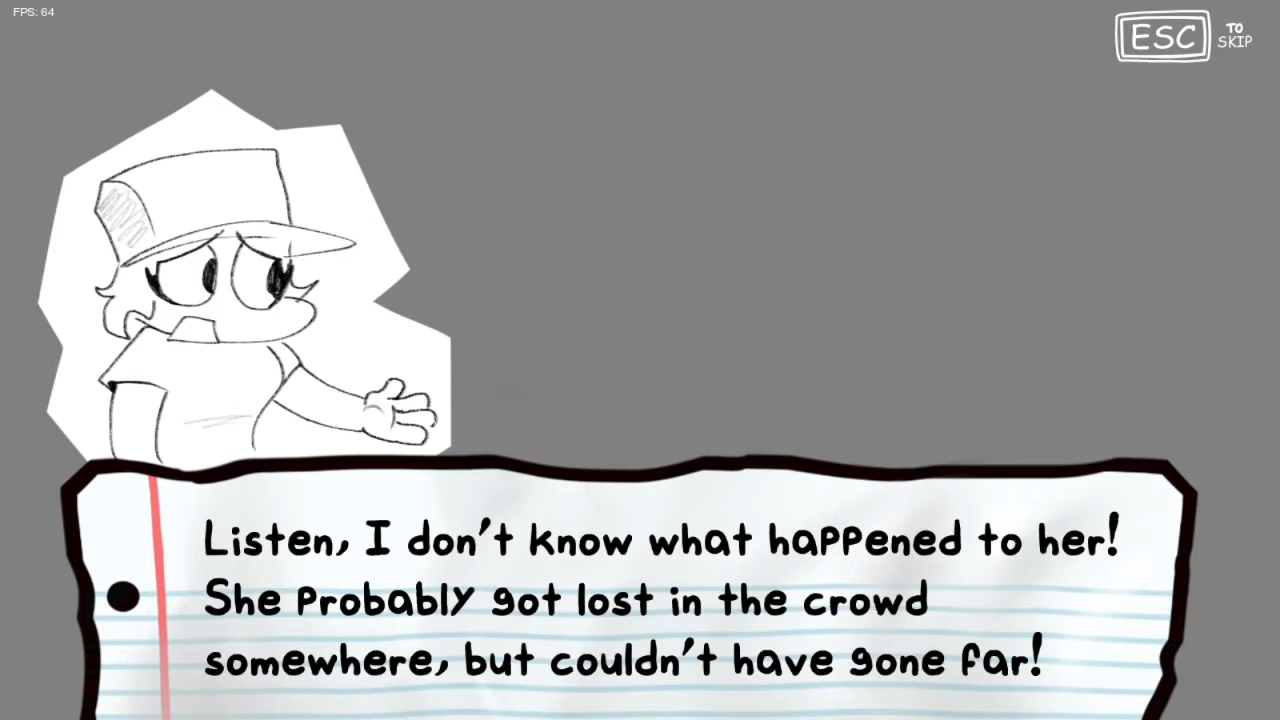 FPS: 64
ESC TO SKIP
Listen, I don't know what happened to her!
She probably got lost in the crowd
somewhere, but couldn't have gone far!